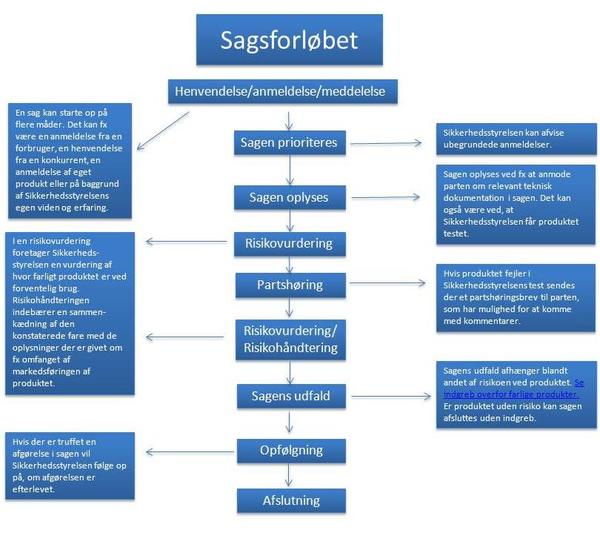 Sagsforløbet
Henvendelse/anmeldelse/meddelelse
En sag kan starte op på
flere måder. Det kan fx
være en anmeldelse fra en
forbruger, en henvendelse
fra en konkurrent, en
anmeldelse af eget
produkt eller på baggrund
af Sikkerhedsstyrelsens
egen viden og erfaring.
Sagen prioriteres
Sikkerhedsstyrelsen kan afvise
ubegrundede anmeldelser.
Sagen oplyses
Sagen oplyses ved fx at anmode
parten om relevant teknisk
dokumentation i sagen. Det kan
også være ved, at
Sikkerhedsstyrelsen får produktet
testet.
Risikovurdering
I en risikovurdering
foretager Sikkerheds-
styrelsen en vurdering af
hvor farligt produktet er ved
forventelig brug.
Risikohåndteringen
indebærer en sammen-
kædning af den
konstaterede fare med de
oplysninger der er givet om
fx omfanget af
markedsføringen af
produktet.
Partshøring
Hvis produktet fejler i
Sikkerhedsstyrelsens test sendes
der et partshøringsbrev til parten,
som har mulighed for at komme
med kommentarer.
Risikovurdering/
Risikohåndtering
Sagens udfald
Sagens udfald afhænger blandt
andet af risikoen ved produktet. Se
indgreb overfor farlige produkter.
Er produktet uden risiko kan sagen
afsluttes uden indgreb.
Opfølgning
Hvis der er truffet en
afgørelse i sagen vil
Sikkerhedsstyrelsen følge op
på, om afgørelsen er
efterlevet.
Afslutning